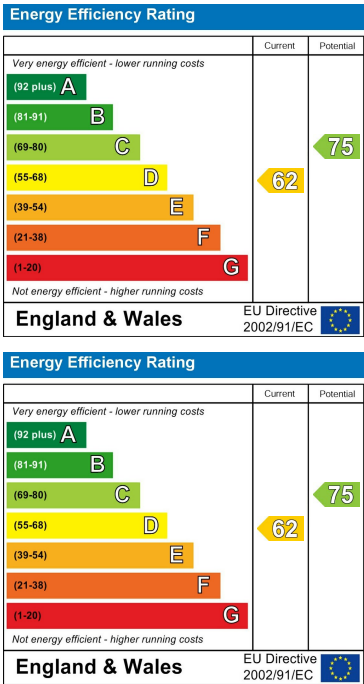 Energy Efficiency Rating
Current Potential
Very energy efficient - lower running costs
(92 plus) A
(81-91) B
(69-80) C 75
(55-68) D 62
(39-54) E
(21-38) F
(1-20) G
Not energy efficient - higher running costs
England & Wales EU Directive
2002/91/EC
Energy Efficiency Rating
Current Potential
Very energy efficient - lower running costs
(92 plus) A
(81-91) B
(69-80) C 75
(55-68) D 62
(39-54) E
(21-38) F
(1-20) G
Not energy efficient - higher running costs
England & Wales EU Directive
2002/91/EC